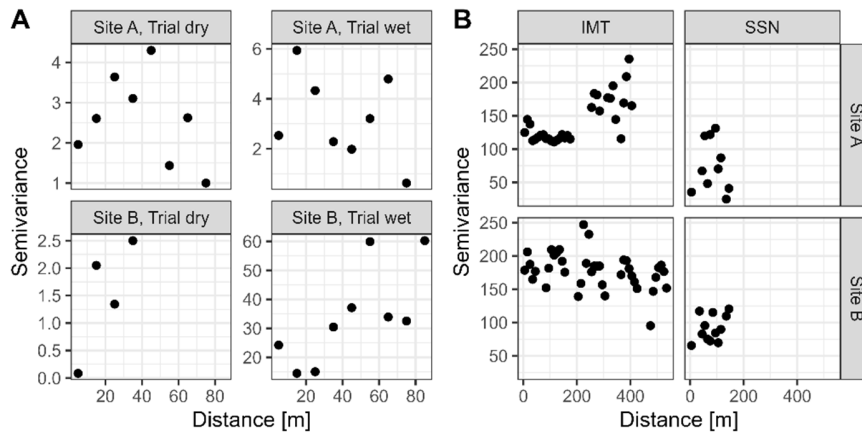 A
Site A, Trial dry
Site A, Trial wet
4
3
2
1
6
4
2
Site B, Trial dry
Site B, Trial wet
2.5
2.0
1.5
1.0
0.5
0.0
60
50
40
30
20
20 40 60 80
20 40 60 80
Semivariance
Distance [m]
B
IMT
SSN
250
200
150
100
50
Site A
250
200
150
100
50
Site B
0 200 400
0 200 400
Semivariance
Distance [m]